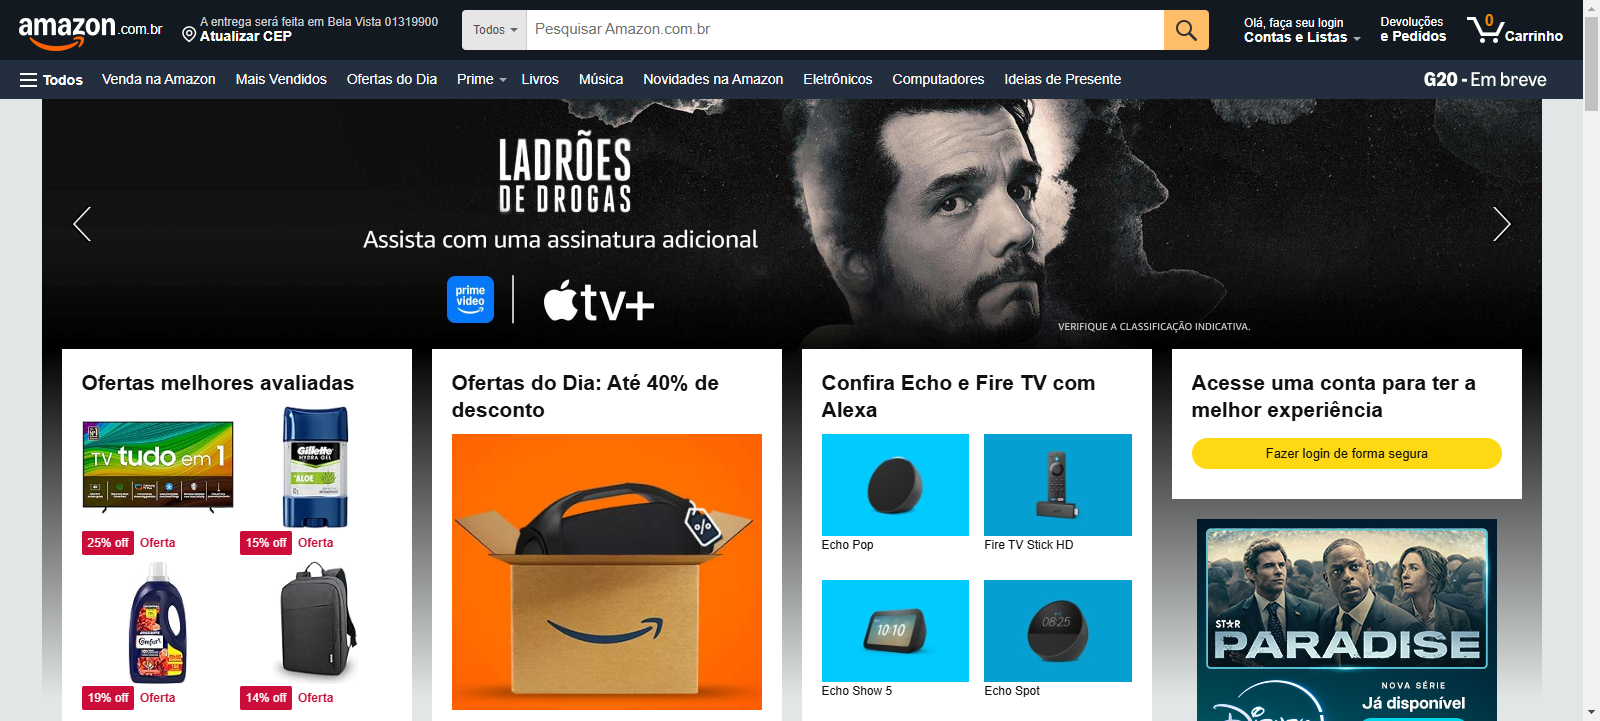 amazon.com.br
A entrega será feita em Bela Vista 01319900
Atualizar CEP
Todos
Pesquisar Amazon.com.br
Olá, faça seu login
Contas e Listas
Devoluções
e Pedidos
0
Carrinho
Todos
Venda na Amazon
Mais Vendidos
Ofertas do Dia
Prime
Livros
Música
Novidades na Amazon
Eletrônicos
Computadores
Ideias de Presente
G20 - Em breve
LADRÕES
DE DROGAS
Assista com uma assinatura adicional
prime
video
tv+
VERIFIQUE A CLASSIFICAÇÃO INDICATIVA.
Ofertas melhores avaliadas
TV tudo em 1
Gillette
HYDRA GEL
ALOE
25% off Oferta
15% off Oferta
Comfort
19% off Oferta
14% off Oferta
Ofertas do Dia: Até 40% de
desconto
%
Confira Echo e Fire TV com
Alexa
Echo Pop
Fire TV Stick HD
10:10
08:25
Echo Show 5
Echo Spot
Acesse uma conta para ter a
melhor experiência
Fazer login de forma segura
STAR
PARADISE
NOVA SÉRIE
Já disponível